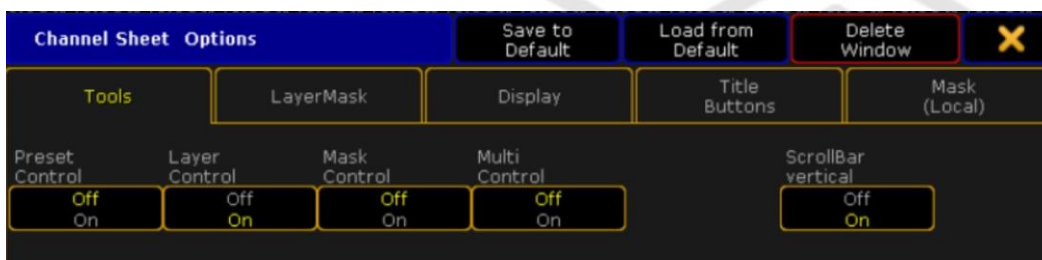 Channel Sheet Options
Save to
Default
Load from
Default
Delete
Window
Tools
LayerMask
Display
Title
Buttons
Mask
(Local)
Preset
Control
Layer
Control
Mask
Control
Multi
Control
ScrollBar
vertical
Off
On
Off
On
Off
On
Off
On
Off
On